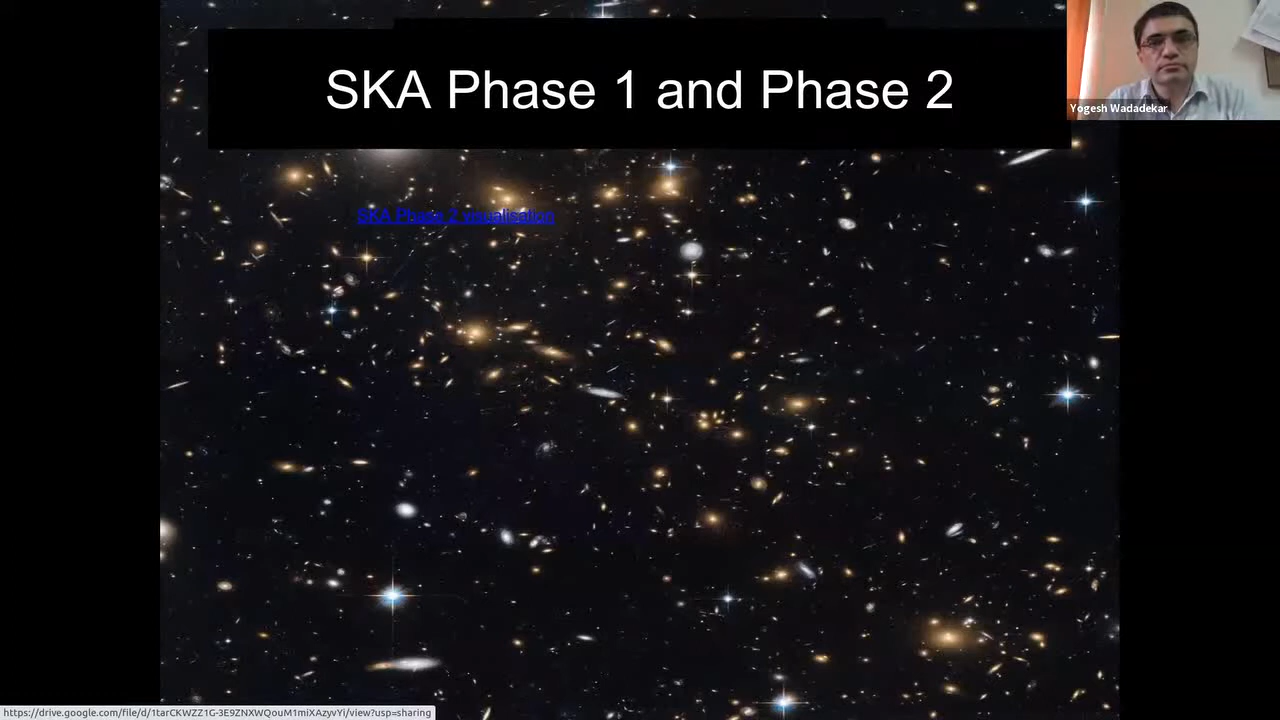 SKA Phase 1 and Phase 2
Yogesh Wadadekar
SKA Phase 2 visualisation
https://drive.google.com/file/d/1tarCKWZZ1G-3E9ZNXWQouM1miXAzyvYi/view?usp=sharing